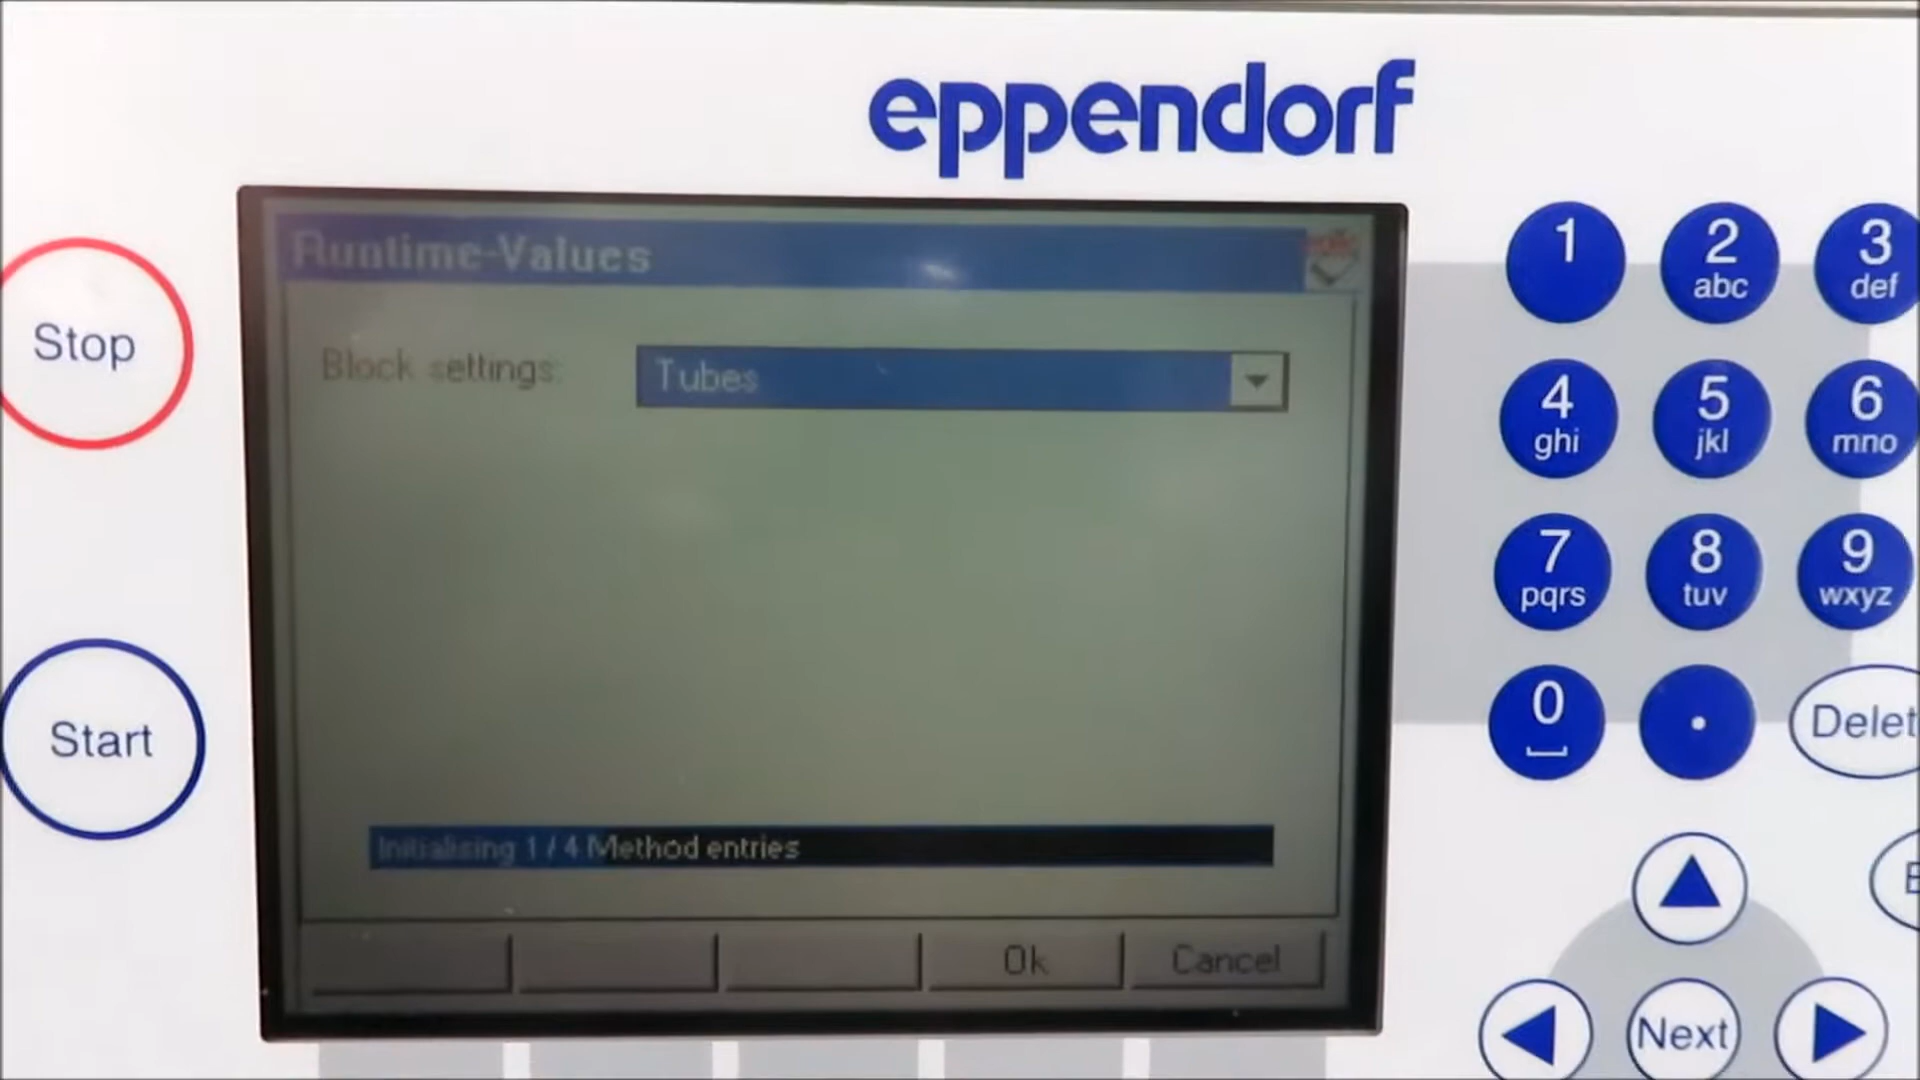 eppendorf
Stop
Start
Runtime-Values
Block settings:
Tubes
Initialising 1 / 4 Method entries
Ok
Cancel
1
2
abc
3
def
4
ghi
5
jkl
6
mno
7
pqrs
8
tuv
9
wxyz
0
.
Delet
Next